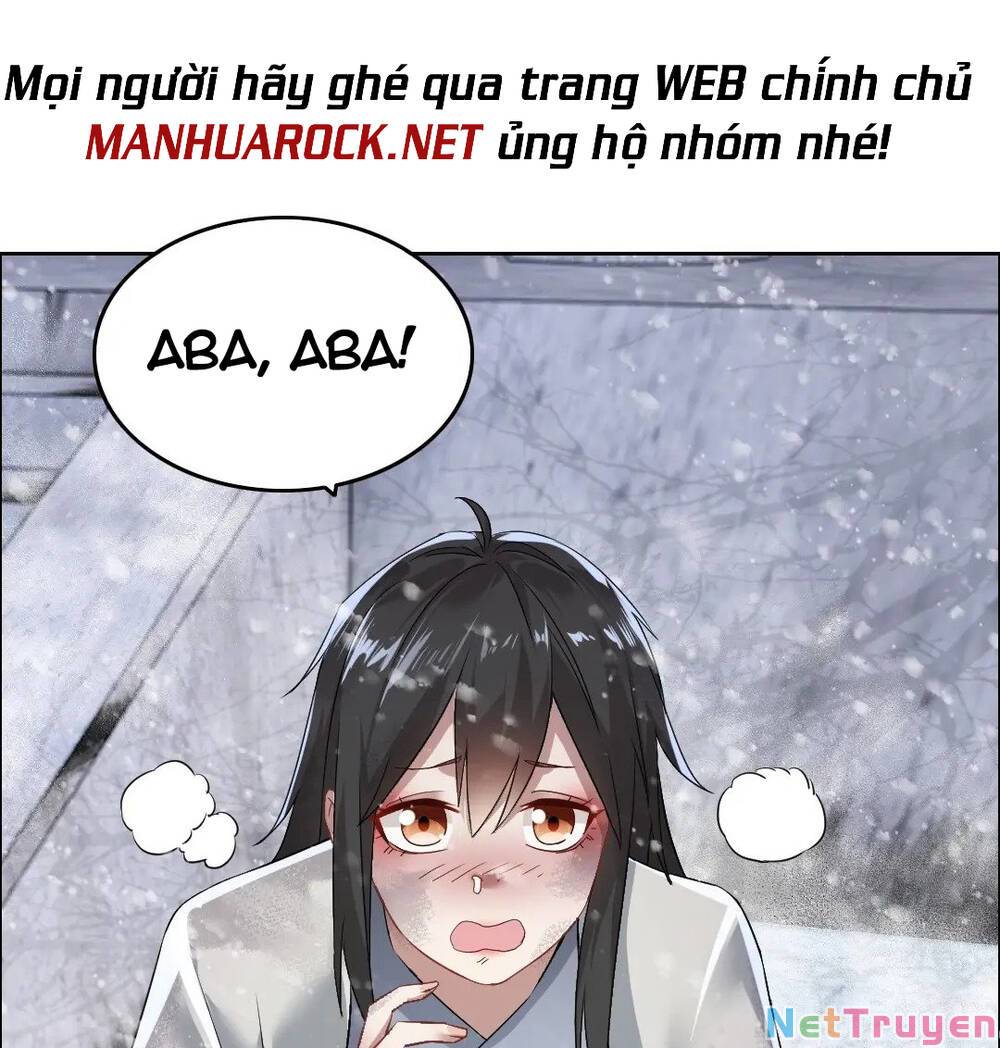 Mọi người hãy ghé qua trang WEB chính chủ
MANHUAROCK.NET ủng hộ nhóm nhé!
ABA, ABA!
NetTruyen